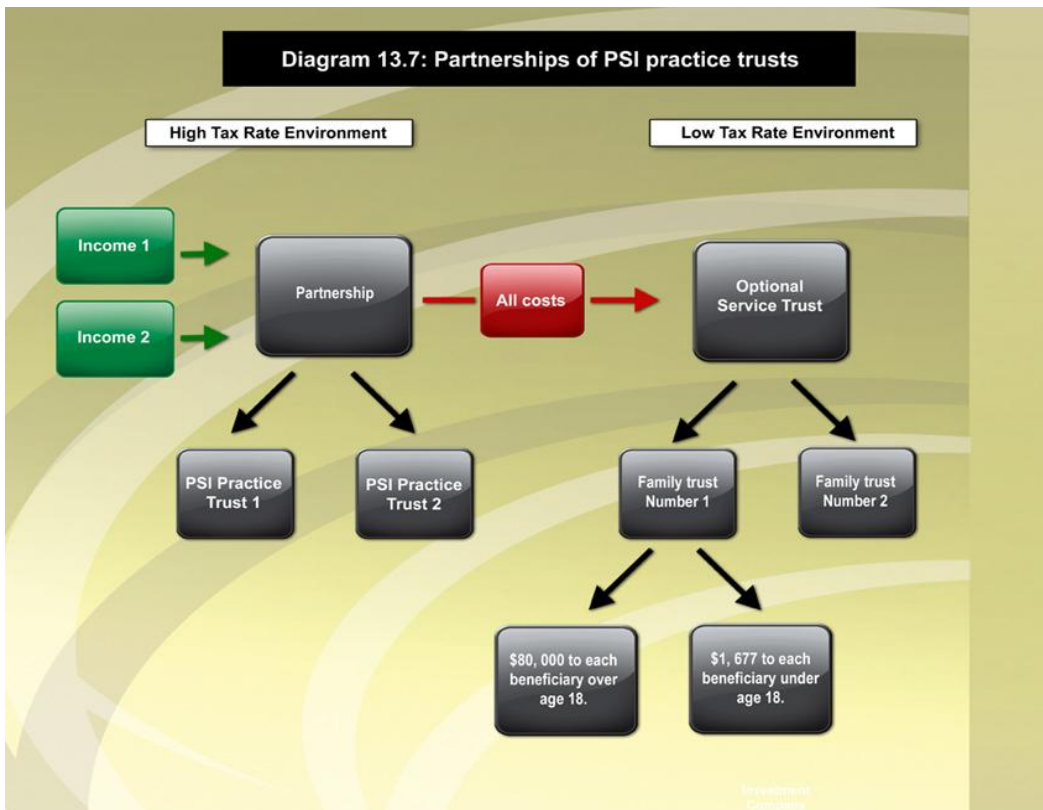 Diagram 13.7: Partnerships of PSI practice trusts
High Tax Rate Environment
Low Tax Rate Environment
Income 1
Income 2
Partnership
All costs
Optional
Service Trust
PSI Practice
Trust 1
PSI Practice
Trust 2
Family trust
Number 1
Family trust
Number 2
$80, 000 to each
beneficiary over
age 18.
$1, 677 to each
beneficiary under
age 18.
Investment
Company